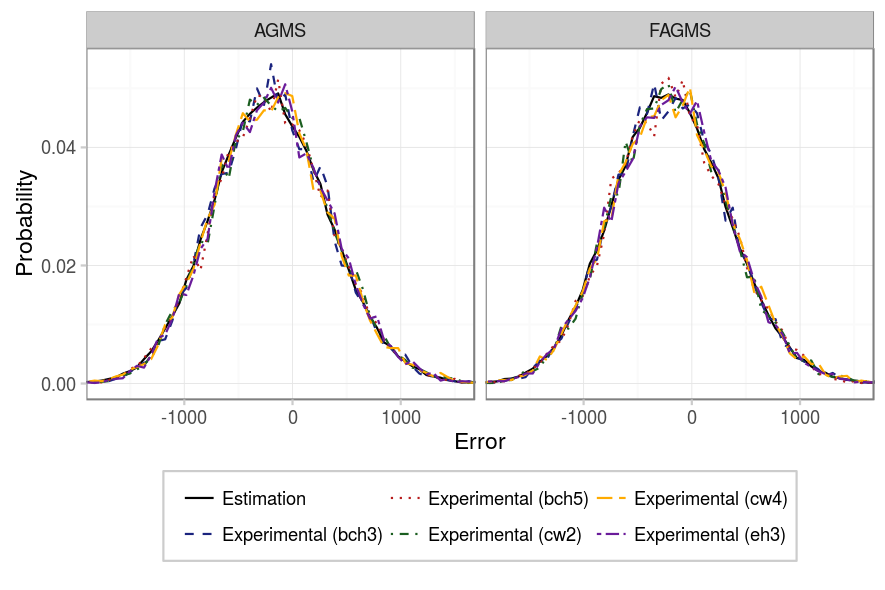 AGMS
FAGMS
Probability
0.04
0.02
0.00
-1000
0
1000
-1000
0
1000
Error
Estimation
Experimental (bch5)
Experimental (cw4)
Experimental (bch3)
Experimental (cw2)
Experimental (eh3)